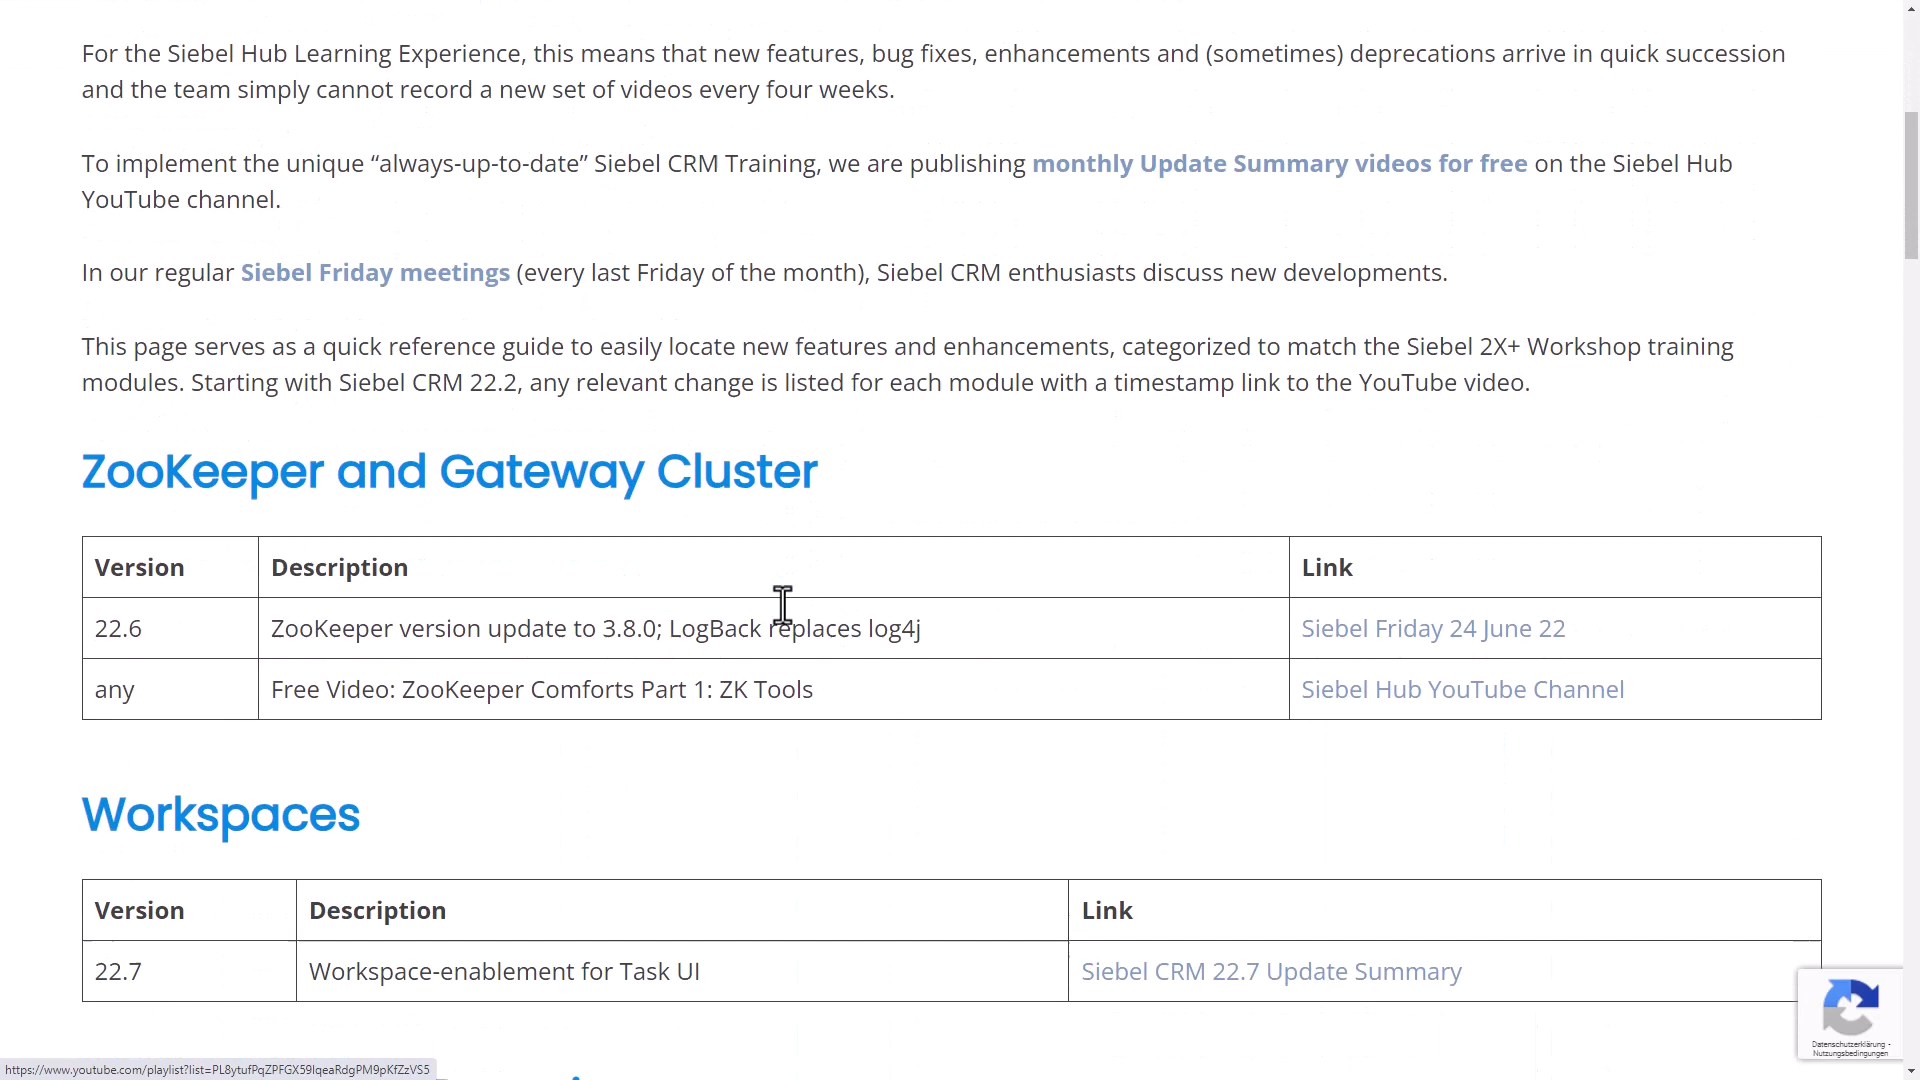 For the Siebel Hub Learning Experience, this means that new features, bug fixes, enhancements and (sometimes) deprecations arrive in quick succession
and the team simply cannot record a new set of videos every four weeks.
To implement the unique “always-up-to-date” Siebel CRM Training, we are publishing monthly Update Summary videos for free on the Siebel Hub
YouTube channel.
In our regular Siebel Friday meetings (every last Friday of the month), Siebel CRM enthusiasts discuss new developments.
This page serves as a quick reference guide to easily locate new features and enhancements, categorized to match the Siebel 2X+ Workshop training
modules. Starting with Siebel CRM 22.2, any relevant change is listed for each module with a timestamp link to the YouTube video.
ZooKeeper and Gateway Cluster
Version Description Link
22.6 ZooKeeper version update to 3.8.0; LogBack replaces log4j Siebel Friday 24 June 22
any Free Video: ZooKeeper Comforts Part 1: ZK Tools Siebel Hub YouTube Channel
Workspaces
Version Description Link
22.7 Workspace-enablement for Task UI Siebel CRM 22.7 Update Summary
Datenschutzerklärung -
Nutzungsbedingungen